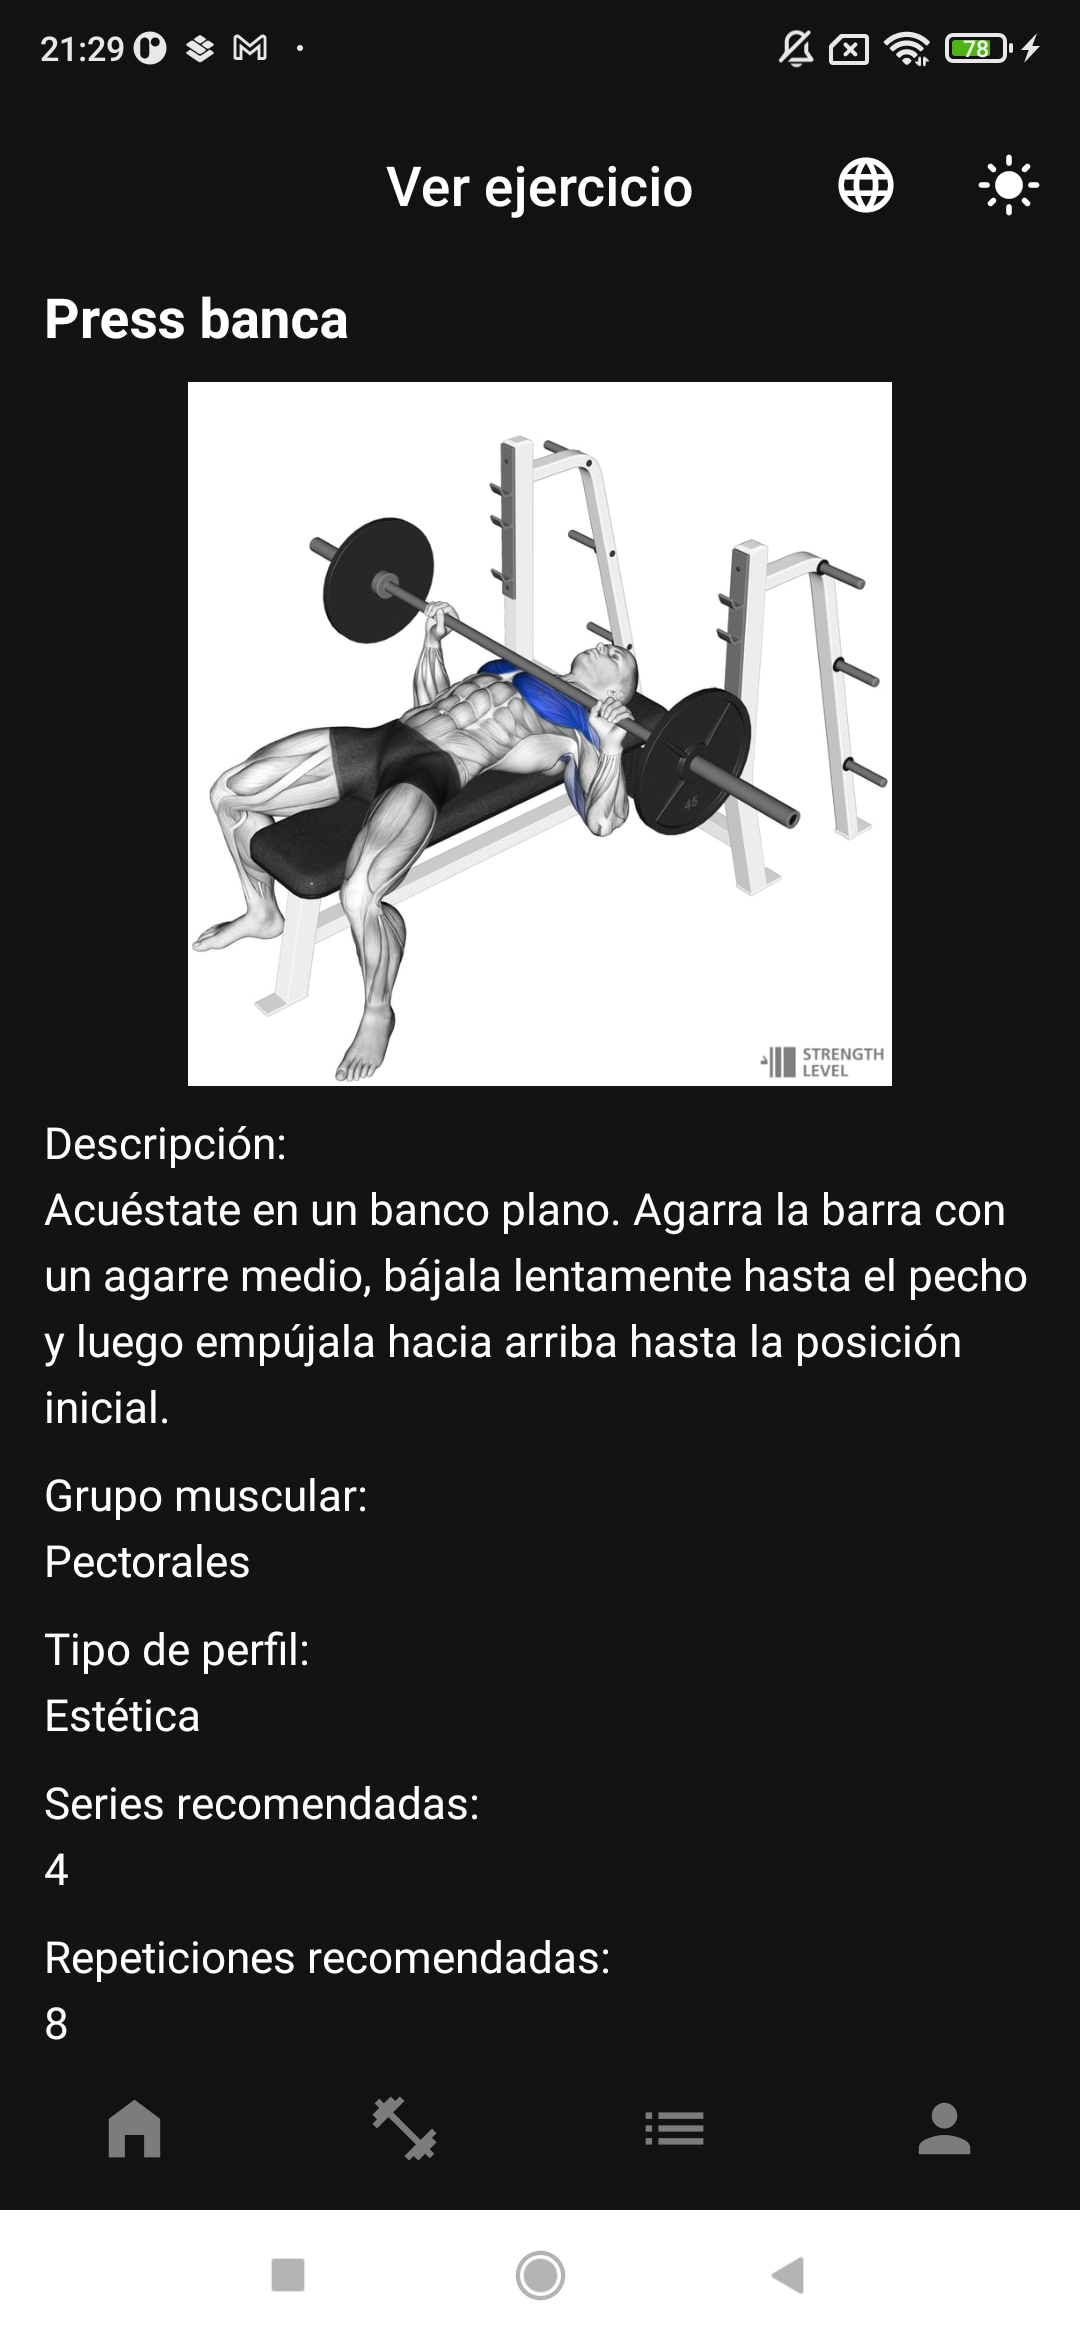 21:29
78
Ver ejercicio
Press banca
45
STRENGTH
LEVEL
Descripción:
Acuéstate en un banco plano. Agarra la barra con
un agarre medio, bájala lentamente hasta el pecho
y luego empújala hacia arriba hasta la posición
inicial.
Grupo muscular:
Pectorales
Tipo de perfil:
Estética
Series recomendadas:
4
Repeticiones recomendadas:
8